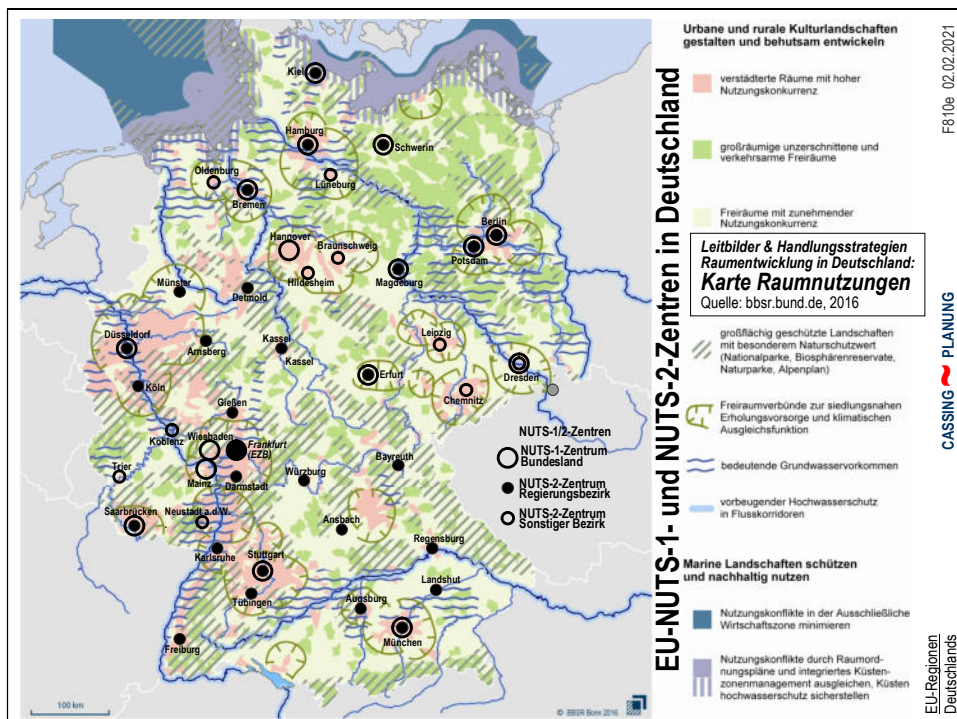 Kiel
Hamburg
Schwerin
Oldenburg
Bremen
Lüneburg
Berlin
Potsdam
Hannover
Braunschweig
Hildesheim
Magdeburg
Münster
Detmold
Düsseldorf
Arnsberg
Kassel
Kassel
Leipzig
Köln
Erfurt
Dresden
Chemnitz
Gießen
Koblenz
Wiesbaden
Frankfurt
(EZB)
Mainz
Darmstadt
Trier
Würzburg
Bayreuth
Saarbrücken
Neustadt a.d.W.
Ansbach
Karlsruhe
Regensburg
Stuttgart
Tübingen
Landshut
Augsburg
München
Freiburg
NUTS-1/2-Zentren
NUTS-1-Zentrum
Bundesland
NUTS-2-Zentrum
Regierungsbezirk
NUTS-2-Zentrum
Sonstiger Bezirk
100 km
© BBSR Bonn 2016
EU-NUTS-1- und NUTS-2-Zentren in Deutschland
Urbane und rurale Kulturlandschaften
gestalten und behutsam entwickeln
verstädterte Räume mit hoher
Nutzungskonkurrenz
großräumige unzerschnittene und
verkehrsarme Freiräume
Freiräume mit zunehmender
Nutzungskonkurrenz
Leitbilder & Handlungsstrategien
Raumentwicklung in Deutschland:
Karte Raumnutzungen
Quelle: bbsr.bund.de, 2016
großflächig geschützte Landschaften
mit besonderem Naturschutzwert
(Nationalparke, Biosphärenreservate,
Naturparke, Alpenplan)
Freiraumverbünde zur siedlungsnahen
Erholungsvorsorge und klimatischen
Ausgleichsfunktion
bedeutende Grundwasservorkommen
vorbeugender Hochwasserschutz
in Flusskorridoren
Marine Landschaften schützen
und nachhaltig nutzen
Nutzungskonflikte in der Ausschließliche
Wirtschaftszone minimieren
Nutzungskonflikte durch Raumord-
nungspläne und integriertes Küsten-
zonenmanagement ausgleichen, Küsten
hochwasserschutz sicherstellen
F810e 02.02.2021
CASSING ~ PLANUNG
EU-Regionen
Deutschlands